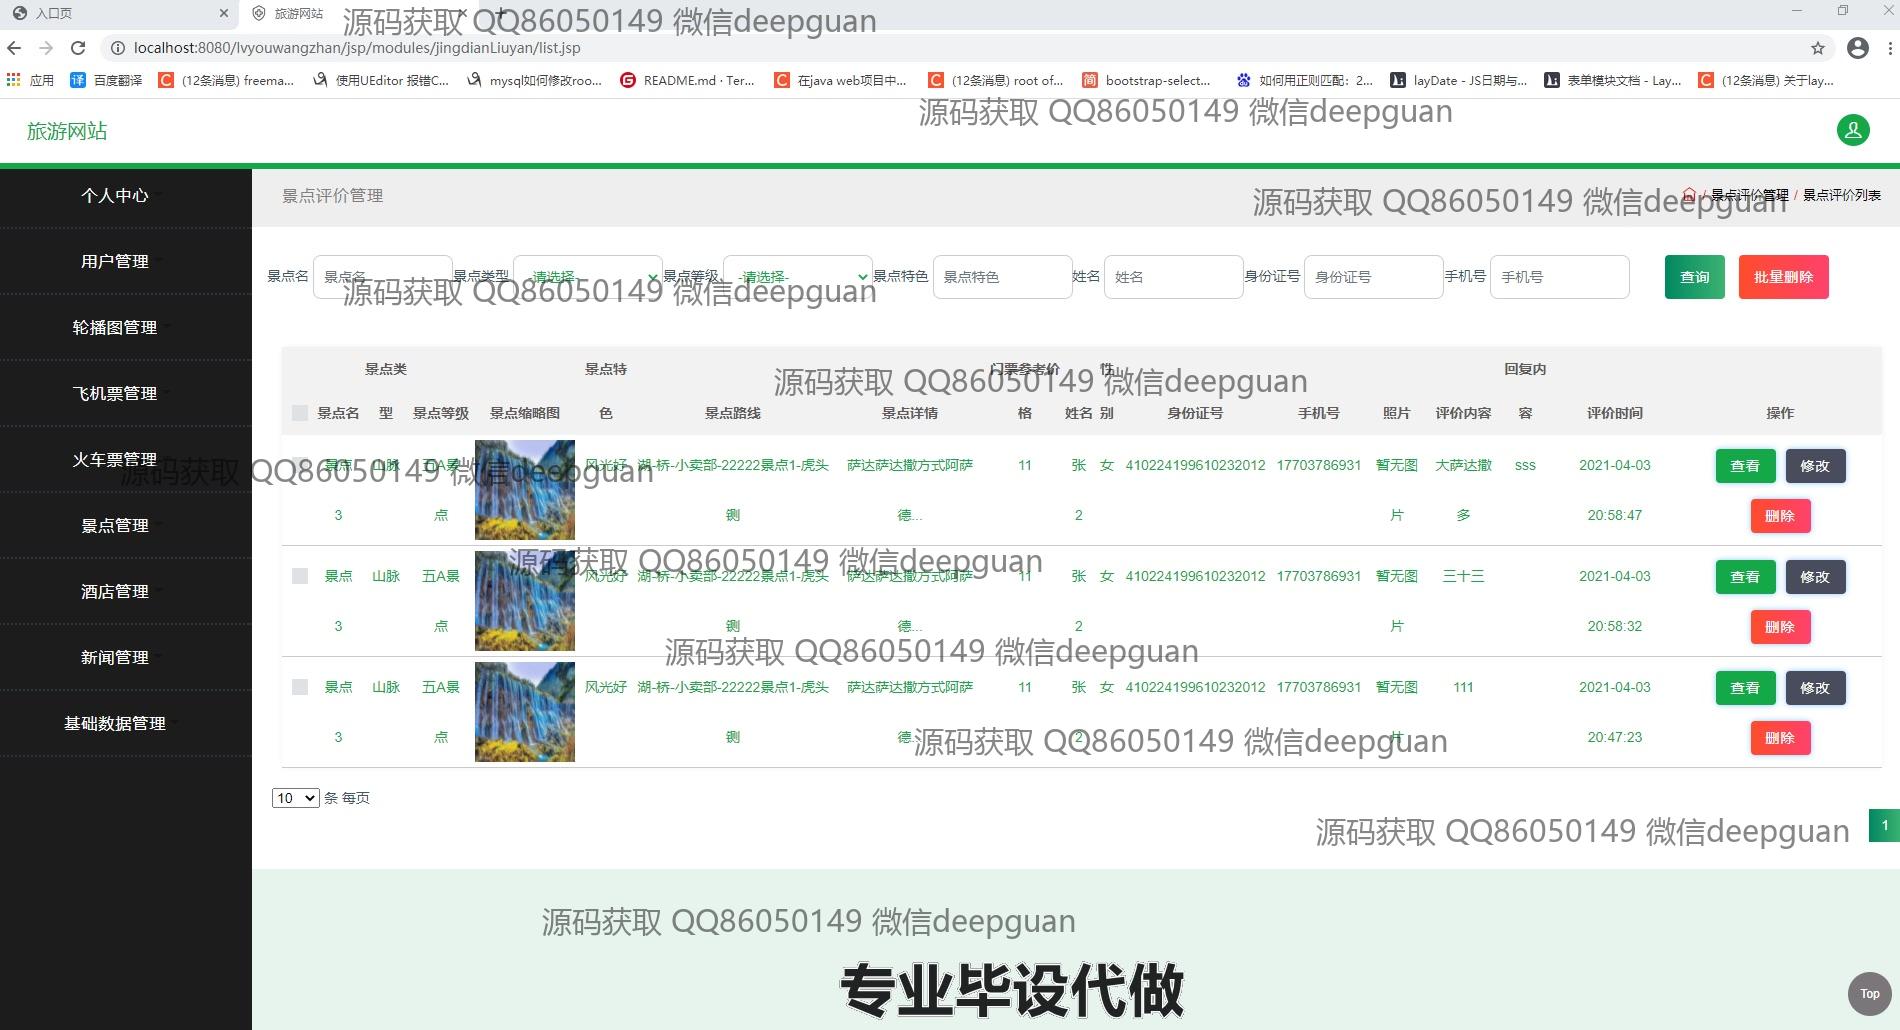 入口页
旅游网站
源码获取 QQ86050149 微信deepguan
localhost:8080/lvyouwangzhan/jsp/modules/jingdianLiuyan/list.jsp
应用
百度翻译
(12条消息) freema...
使用UEditor 报错C...
mysql如何修改roo...
README.md · Ter...
在java web项目中...
(12条消息) root of...
bootstrap-select...
如何用正则匹配：2...
layDate - JS日期与...
表单模块文档 - Lay...
(12条消息) 关于lay...
源码获取 QQ86050149 微信deepguan
旅游网站
个人中心
用户管理
轮播图管理
飞机票管理
火车票管理
景点管理
酒店管理
新闻管理
基础数据管理
景点评价管理
/ 景点评价管理 / 景点评价列表
源码获取 QQ86050149 微信deepguan
景点名 景点名 景点类型 -请选择- 景点等级 -请选择- 景点特色 景点特色 姓名 姓名 身份证号 身份证号 手机号 手机号 查询 批量删除
源码获取 QQ86050149 微信deepguan
景点类 景点特 门票参考价 性 回复内
源码获取 QQ86050149 微信deepguan
景点名 型 景点等级 景点缩略图 色 景点路线 景点详情 格 姓名 别 身份证号 手机号 照片 评价内容 容 评价时间 操作
景点 山脉 五A景 风光好 湖-桥-小卖部-22222景点1-虎头 萨达萨达撒方式阿萨 11 张 女 410224199610232012 17703786931 暂无图 大萨达撒 sss 2021-04-03 查看 修改
源码获取 QQ86050149 微信deepguan
3 点 铡 德... 2 片 多 20:58:47 删除
源码获取 QQ86050149 微信deepguan
景点 山脉 五A景 风光好 湖-桥-小卖部-22222景点1-虎头 萨达萨达撒方式阿萨 11 张 女 410224199610232012 17703786931 暂无图 三十三 2021-04-03 查看 修改
3 点 铡 德... 2 片 20:58:32 删除
源码获取 QQ86050149 微信deepguan
景点 山脉 五A景 风光好 湖-桥-小卖部-22222景点1-虎头 萨达萨达撒方式阿萨 11 张 女 410224199610232012 17703786931 暂无图 111 2021-04-03 查看 修改
3 点 铡 德... 2 片 20:47:23 删除
源码获取 QQ86050149 微信deepguan
10 条 每页
源码获取 QQ86050149 微信deepguan
1
源码获取 QQ86050149 微信deepguan
专业毕设代做
Top